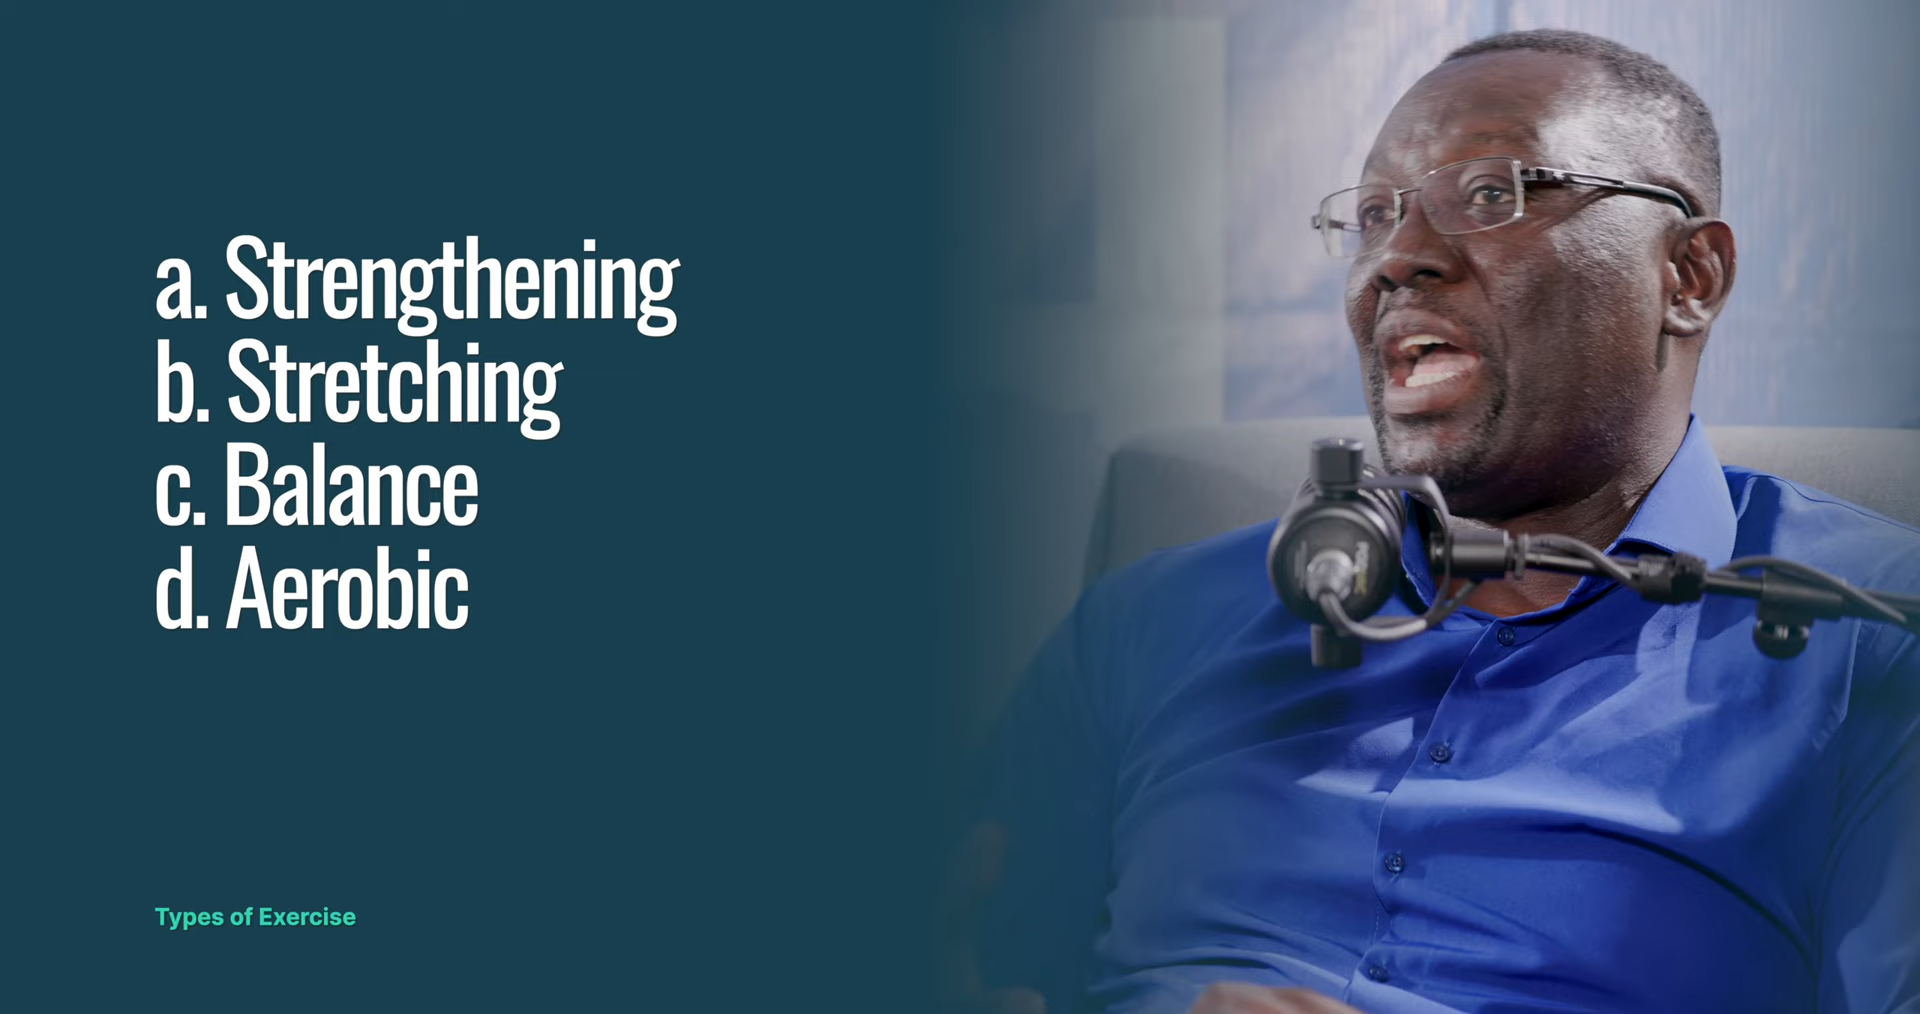 a. Strengthening
b. Stretching
c. Balance
d. Aerobic
Types of Exercise